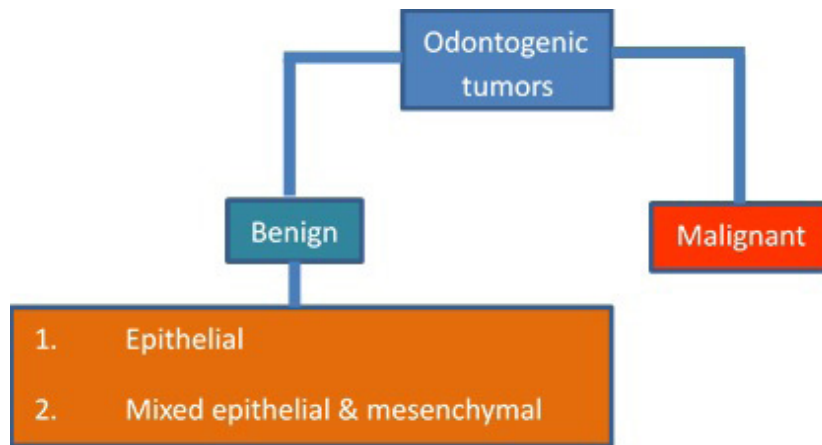 Odontogenic
tumors
Benign
Malignant
1. Epithelial
2. Mixed epithelial & mesenchymal